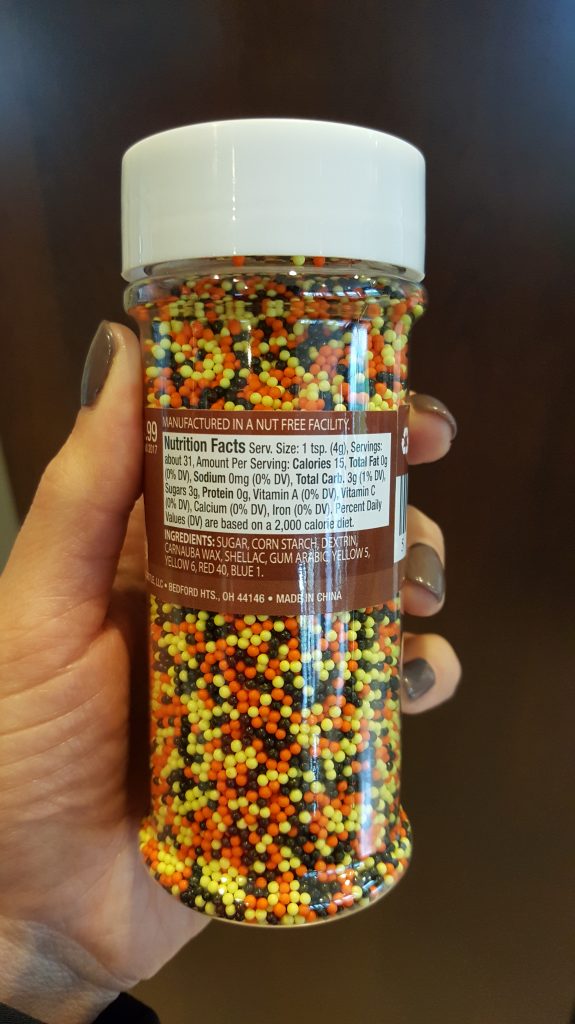 .99
2017
MANUFACTURED IN A NUT FREE FACILITY.
Nutrition Facts Serv. Size: 1 tsp. (4g), Servings:
about 31, Amount Per Serving: Calories 15, Total Fat 0g
(0% DV), Sodium 0mg (0% DV), Total Carb. 3g (1% DV),
Sugars 3g, Protein 0g, Vitamin A (0% DV), Vitamin C
(0% DV), Calcium (0% DV), Iron (0% DV). Percent Daily
Values (DV) are based on a 2,000 calorie diet.
INGREDIENTS: SUGAR, CORN STARCH, DEXTRIN,
CARNAUBA WAX, SHELLAC, GUM ARABIC, YELLOW 5,
YELLOW 6, RED 40, BLUE 1.
LLC • BEDFORD HTS., OH 44146 • MADE IN CHINA
5